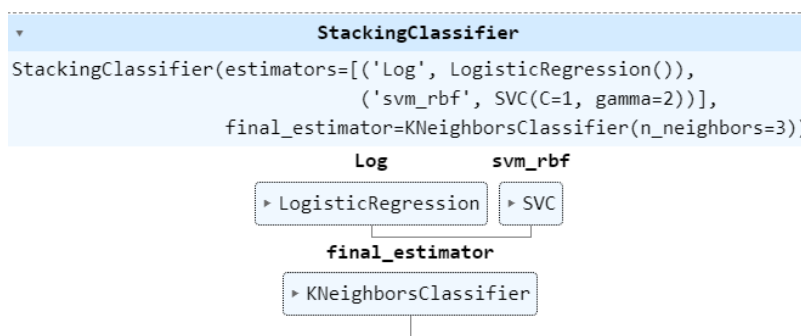 StackingClassifier
StackingClassifier(estimators=[('Log', LogisticRegression()),
('svm_rbf', SVC(C=1, gamma=2))],
final_estimator=KNeighborsClassifier(n_neighbors=3))
Log svm_rbf
LogisticRegression SVC
final_estimator
KNeighborsClassifier